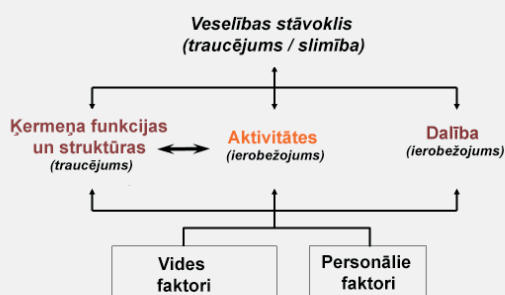 Veselības stāvoklis
(traucējums / slimība)
Ķermeņa funkcijas
un struktūras
(traucējums)
Aktivitātes
(ierobežojums)
Dalība
(ierobežojums)
Vides
faktori
Personālie
faktori